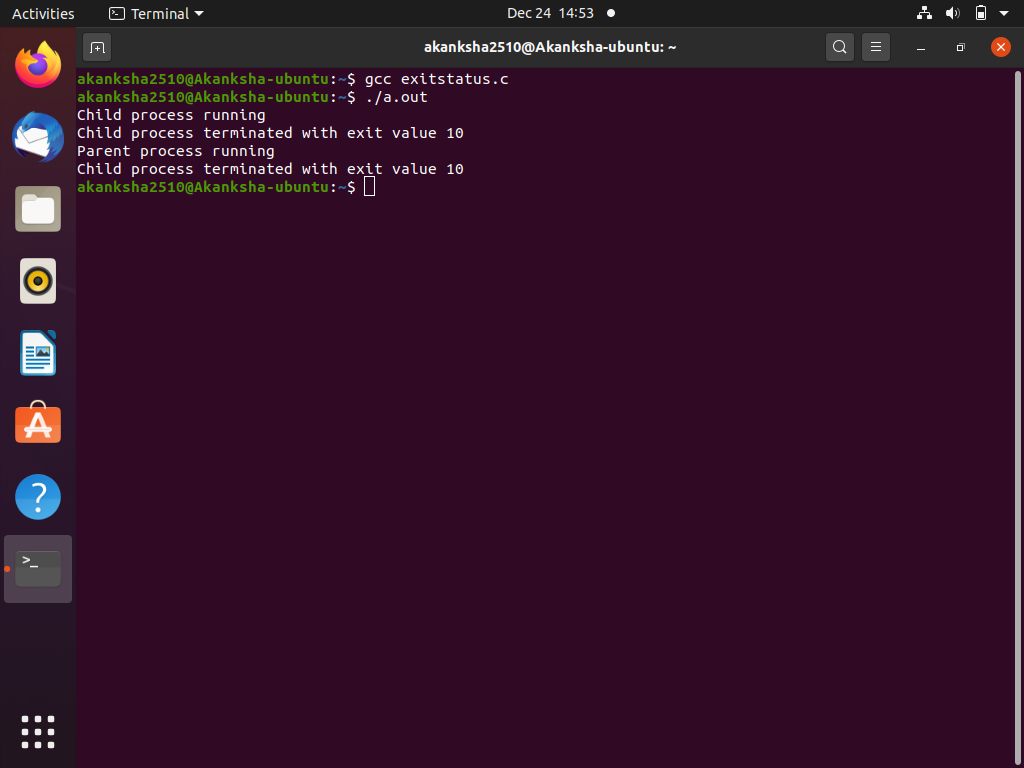 Activities Terminal Dec 24 14:53
akanksha2510@Akanksha-ubuntu: ~
akanksha2510@Akanksha-ubuntu:~$ gcc exitstatus.c
akanksha2510@Akanksha-ubuntu:~$ ./a.out
Child process running
Child process terminated with exit value 10
Parent process running
Child process terminated with exit value 10
akanksha2510@Akanksha-ubuntu:~$